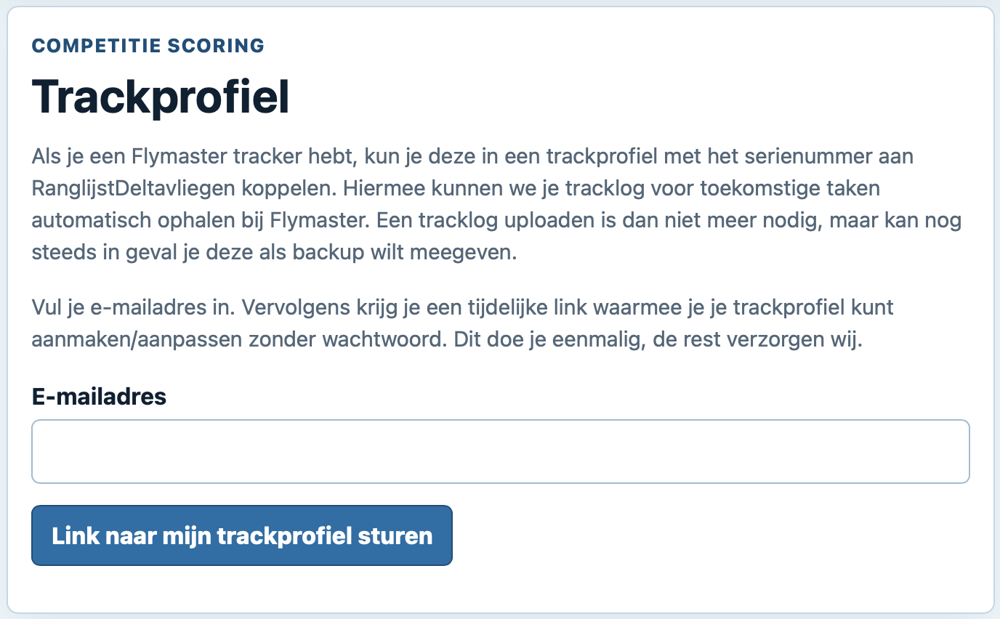 COMPETITIE SCORING
Trackprofiel
Als je een Flymaster tracker hebt, kun je deze in een trackprofiel met het serienummer aan
RanglijstDeltavliegen koppelen. Hiermee kunnen we je tracklog voor toekomstige taken
automatisch ophalen bij Flymaster. Een tracklog uploaden is dan niet meer nodig, maar kan nog
steeds in geval je deze als backup wilt meegeven.
Vul je e-mailadres in. Vervolgens krijg je een tijdelijke link waarmee je je trackprofiel kunt
aanmaken/aanpassen zonder wachtwoord. Dit doe je eenmalig, de rest verzorgen wij.
E-mailadres
Link naar mijn trackprofiel sturen